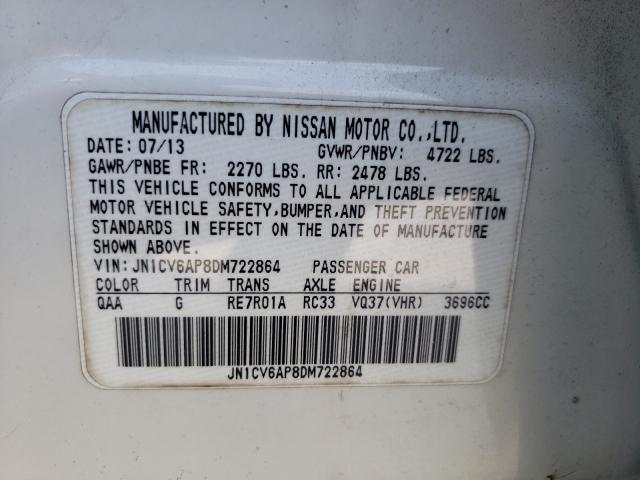 MANUFACTURED BY NISSAN MOTOR CO.,LTD.
DATE: 07/13 GVWR/PNBV: 4722 LBS.
GAWR/PNBE FR: 2270 LBS. RR: 2478 LBS.
THIS VEHICLE CONFORMS TO ALL APPLICABLE FEDERAL
MOTOR VEHICLE SAFETY,BUMPER,AND THEFT PREVENTION
STANDARDS IN EFFECT ON THE DATE OF MANUFACTURE
SHOWN ABOVE.
VIN:JN1CV6AP8DM722864 PASSENGER CAR
COLOR TRIM TRANS AXLE ENGINE
QAA G RE7R01A RC33 VQ37(VHR) 3696CC
JN1CV6AP8DM722864